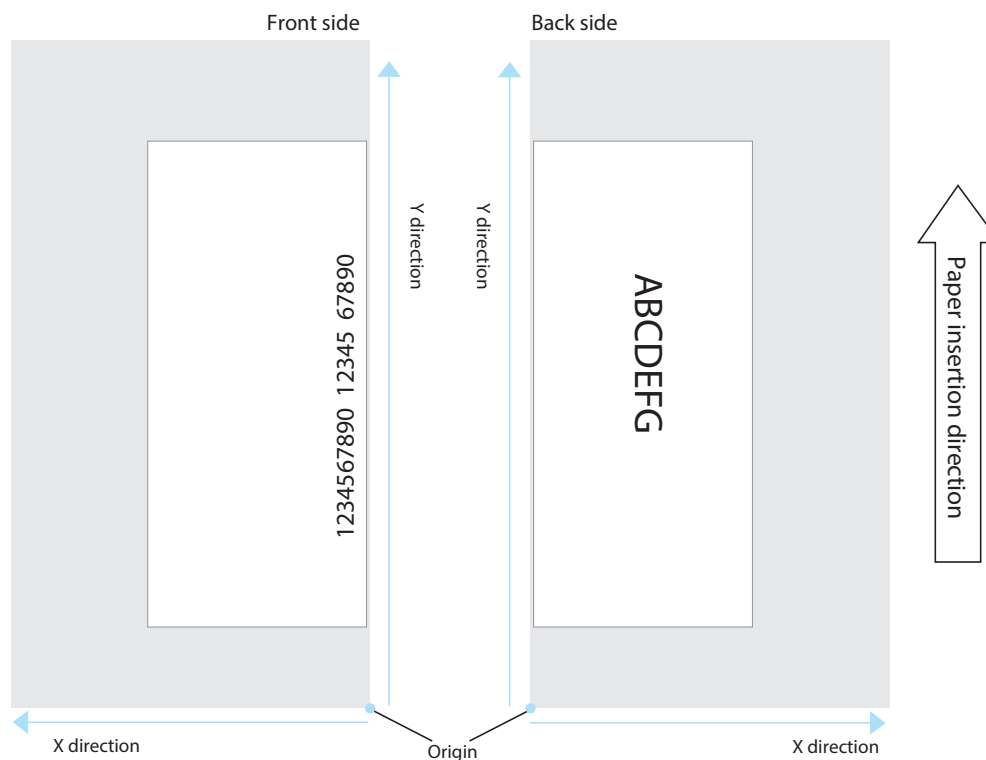 Front side
Back side
Y direction
Y direction
1234567890 12345 67890
ABCDEFG
Paper insertion direction
X direction
Origin
X direction